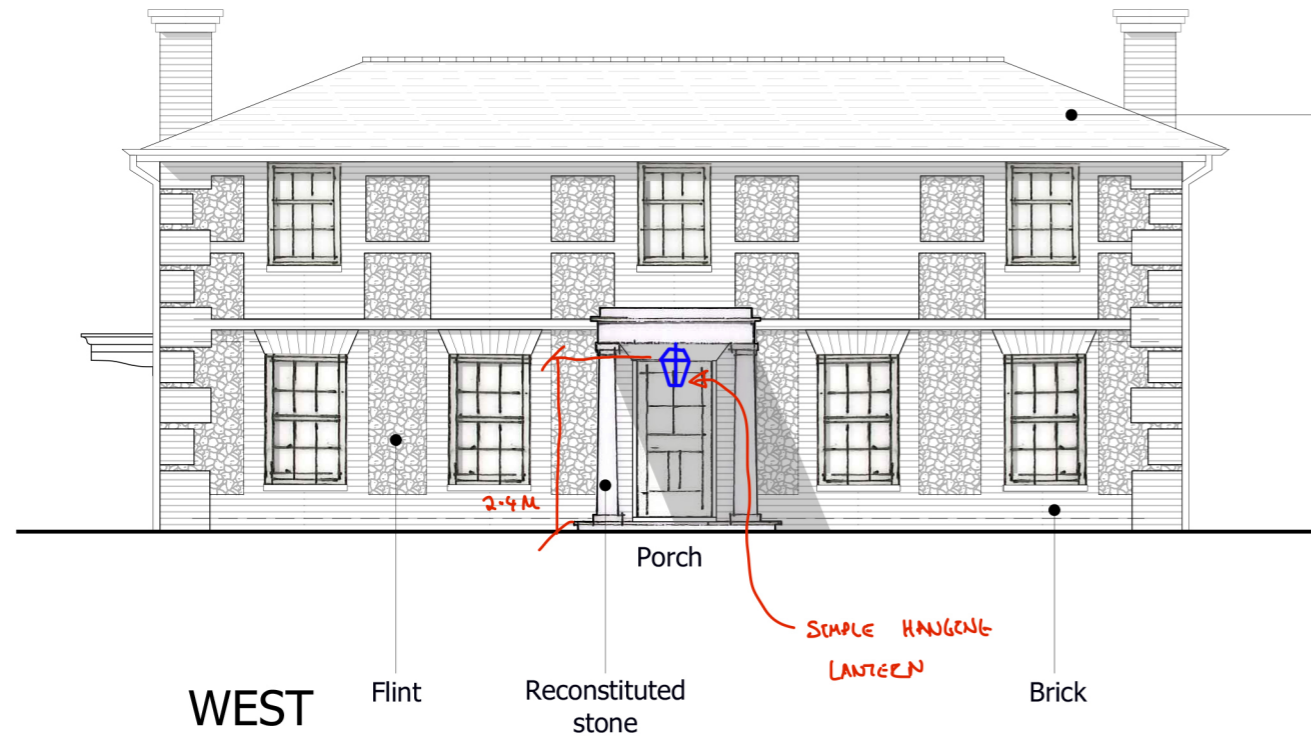 2.4M
Porch
SIMPLE HANGING
LANTERN
WEST
Flint
Reconstituted
stone
Brick